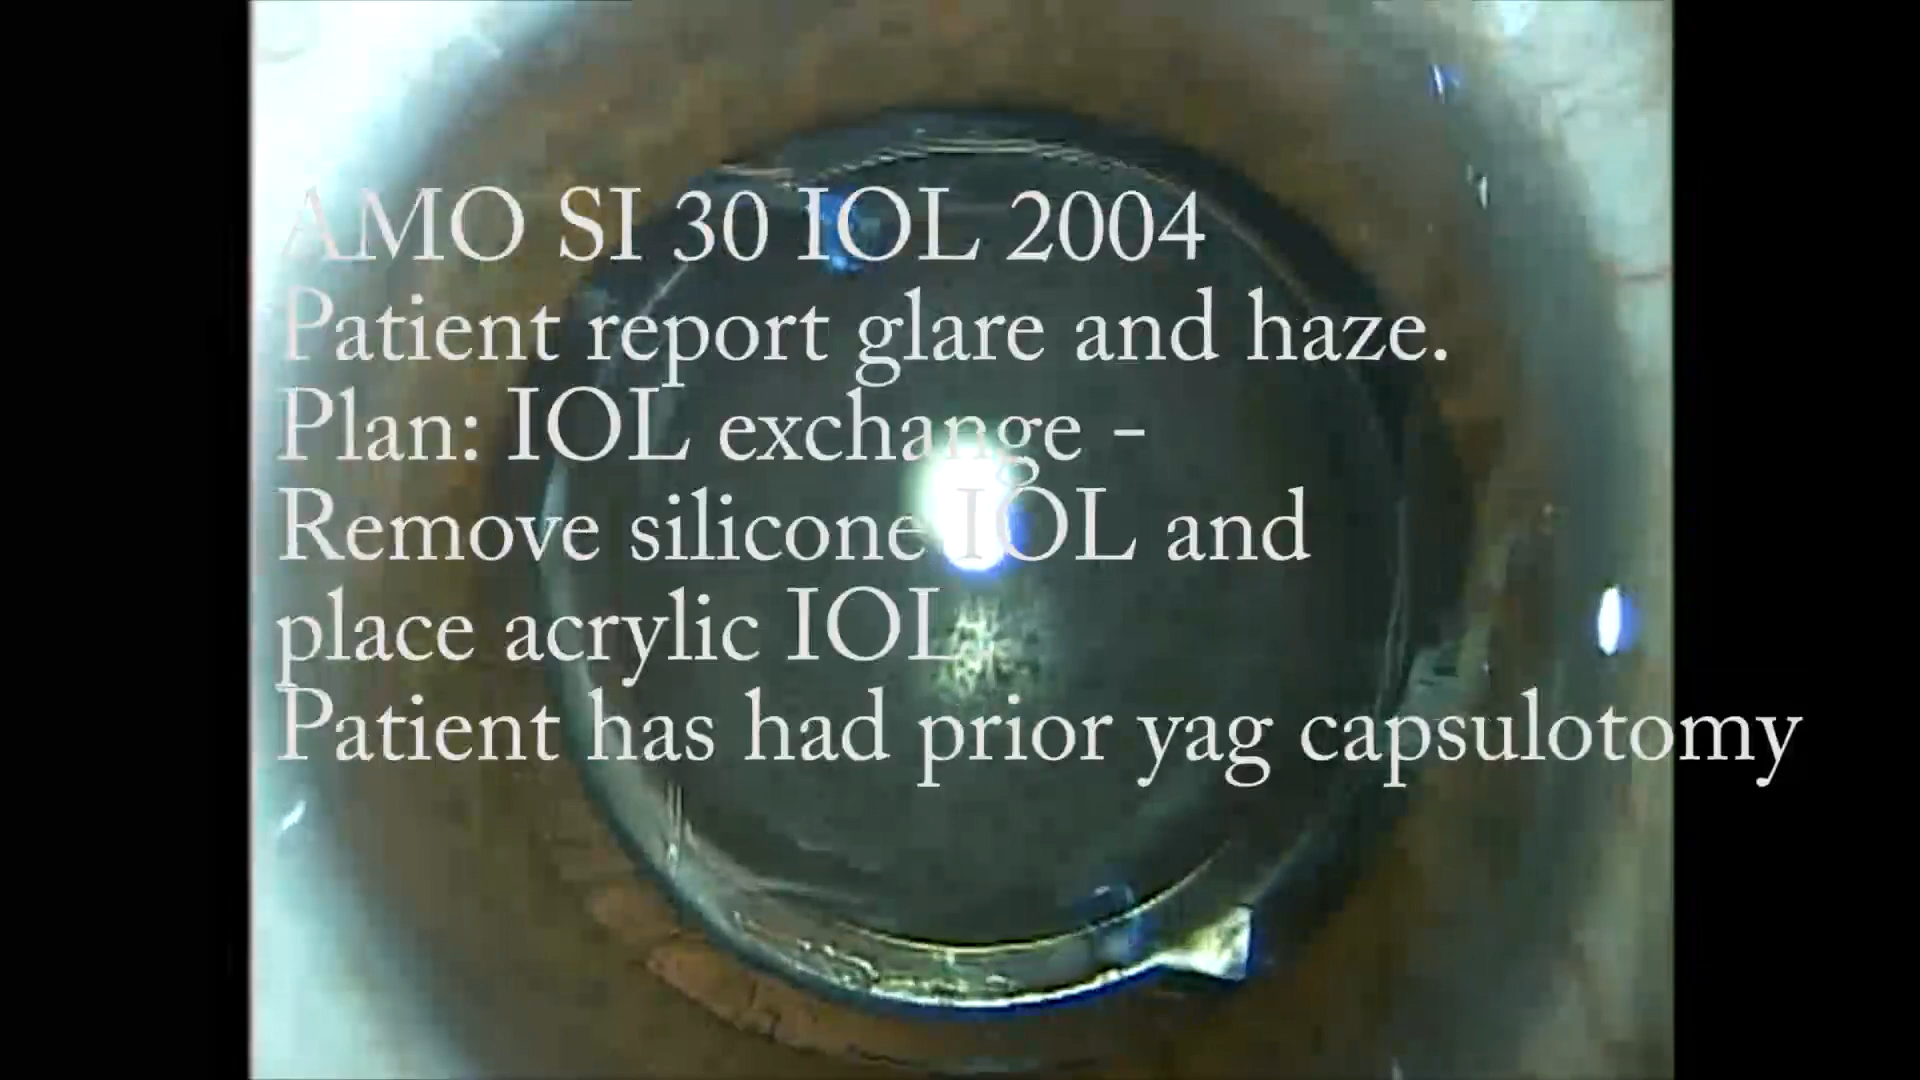 AMO SI 30 IOL 2004
Patient report glare and haze.
Plan: IOL exchange -
Remove silicone IOL and
place acrylic IOL
Patient has had prior yag capsulotomy